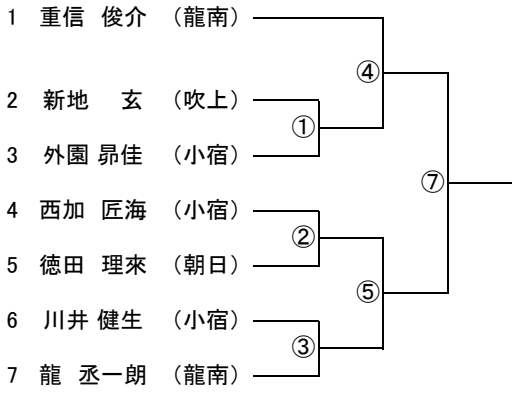 1 重信 俊介 (龍南)
④
2 新地 玄 (吹上)
①
3 外園 昴佳 (小宿)
⑦
4 西加 匠海 (小宿)
②
5 徳田 理來 (朝日)
⑤
6 川井 健生 (小宿)
③
7 龍 丞一朗 (龍南)